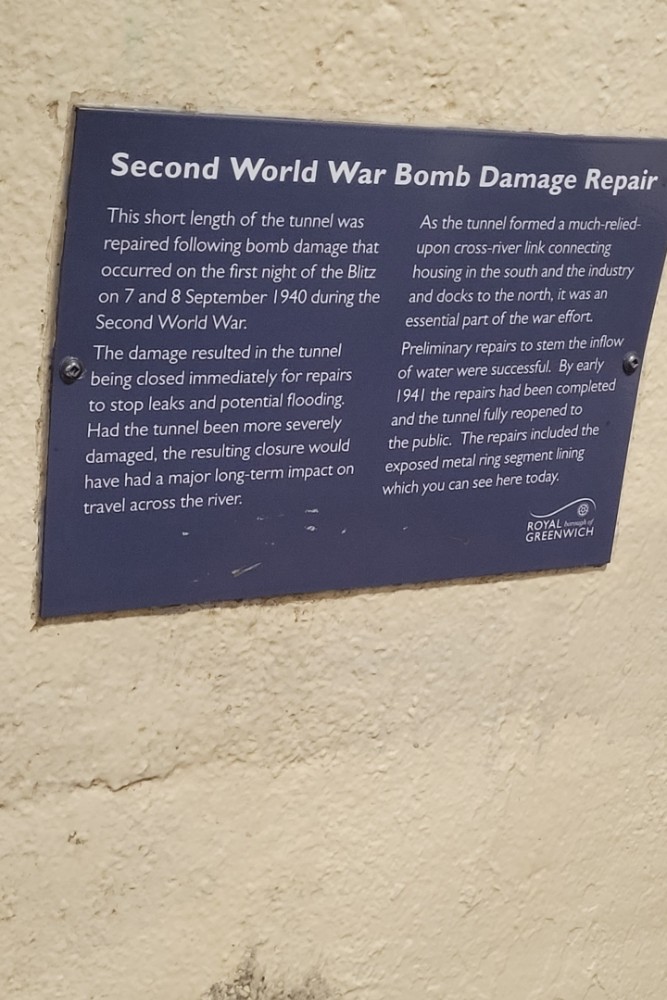 Second World War Bomb Damage Repair
This short length of the tunnel was
repaired following bomb damage that
occurred on the first night of the Blitz
on 7 and 8 September 1940 during the
Second World War.
The damage resulted in the tunnel
being closed immediately for repairs
to stop leaks and potential flooding.
Had the tunnel been more severely
damaged, the resulting closure would
have had a major long-term impact on
travel across the river.
As the tunnel formed a much-relied-
upon cross-river link connecting
housing in the south and the industry
and docks to the north, it was an
essential part of the war effort.
Preliminary repairs to stem the inflow
of water were successful. By early
1941 the repairs had been completed
and the tunnel fully reopened to
the public. The repairs included the
exposed metal ring segment lining
which you can see here today.
ROYAL borough of
GREENWICH